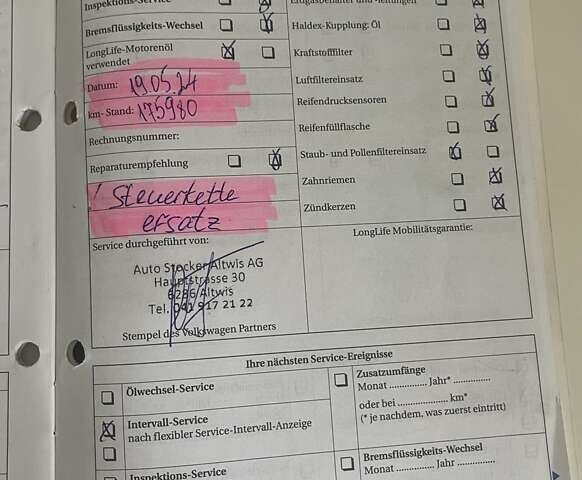 Inspektions-Service
Bremsflüssigkeits-Wechsel
LongLife-Motorenöl
verwendet
Datum: 19.05.24
km-Stand: 175980
Rechnungsnummer:
Reparaturempfehlung
! Steuerkette
ersatz
Service durchgeführt von:
Auto Stocker Altwis AG
Hauptstrasse 30
6286 Altwis
Tel. 041 917 21 22
Stempel des Volkswagen Partners
Haldex-Kupplung: Öl
Kraftstofffilter
Luftfiltereinsatz
Reifendrucksensoren
Reifenfüllflasche
Staub- und Pollenfiltereinsatz
Zahnriemen
Zündkerzen
LongLife Mobilitätsgarantie:
Ihre nächsten Service-Ereignisse
Ölwechsel-Service
Intervall-Service
nach flexibler Service-Intervall-Anzeige
Inspektions-Service
Zusatzumfänge
Monat .............. Jahr* ..............
oder bei .................... km*
(* je nachdem, was zuerst eintritt)
Bremsflüssigkeits-Wechsel
Monat .............. Jahr ..............